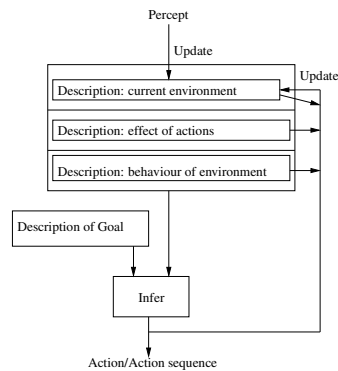 Percept
Update
Update
Description: current environment
Description: effect of actions
Description: behaviour of environment
Description of Goal
Infer
Action/Action sequence